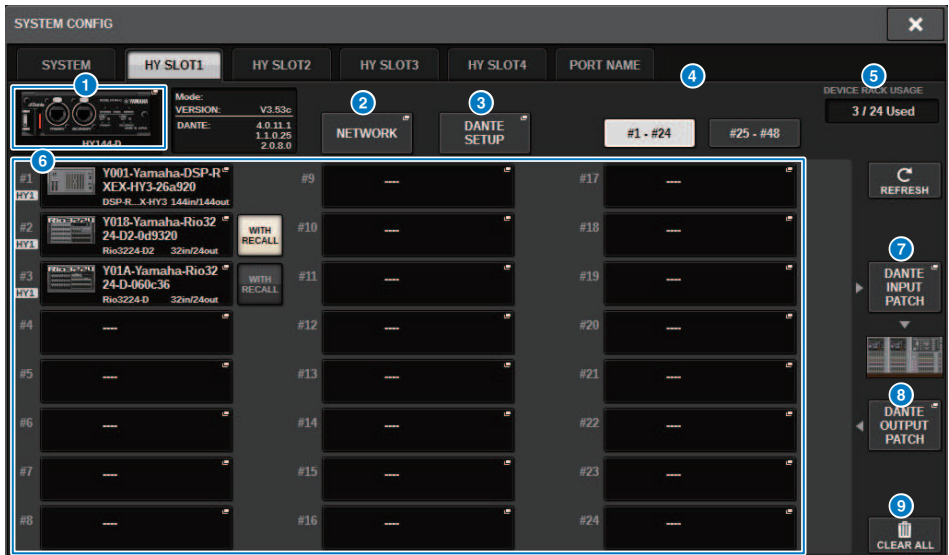 SYSTEM CONFIG
SYSTEM
HY SLOT1
HY SLOT2
HY SLOT3
HY SLOT4
PORT NAME
1
2
3
4
5
HY144-D
Mode:
VERSION: V3.53c
DANTE: 4.0.11.1
1.1.0.25
2.0.8.0
NETWORK
DANTE
SETUP
#1 - #24
#25 - #48
DEVICE RACK USAGE
3 / 24 Used
6
#1
HY1
Y001-Yamaha-DSP-R
XEX-HY3-26a920
DSP-R...X-HY3 144in/144out
#2
HY1
Y018-Yamaha-Rio32
24-D2-0d9320
Rio3224-D2 32in/24out
WITH
RECALL
#3
HY1
Y01A-Yamaha-Rio32
24-D-060c36
Rio3224-D 32in/24out
WITH
RECALL
#4 ----
#5 ----
#6 ----
#7 ----
#8 ----
#9 ----
#10 ----
#11 ----
#12 ----
#13 ----
#14 ----
#15 ----
#16 ----
#17 ----
#18 ----
#19 ----
#20 ----
#21 ----
#22 ----
#23 ----
#24 ----
REFRESH
7
DANTE
INPUT
PATCH
8
DANTE
OUTPUT
PATCH
9
CLEAR ALL